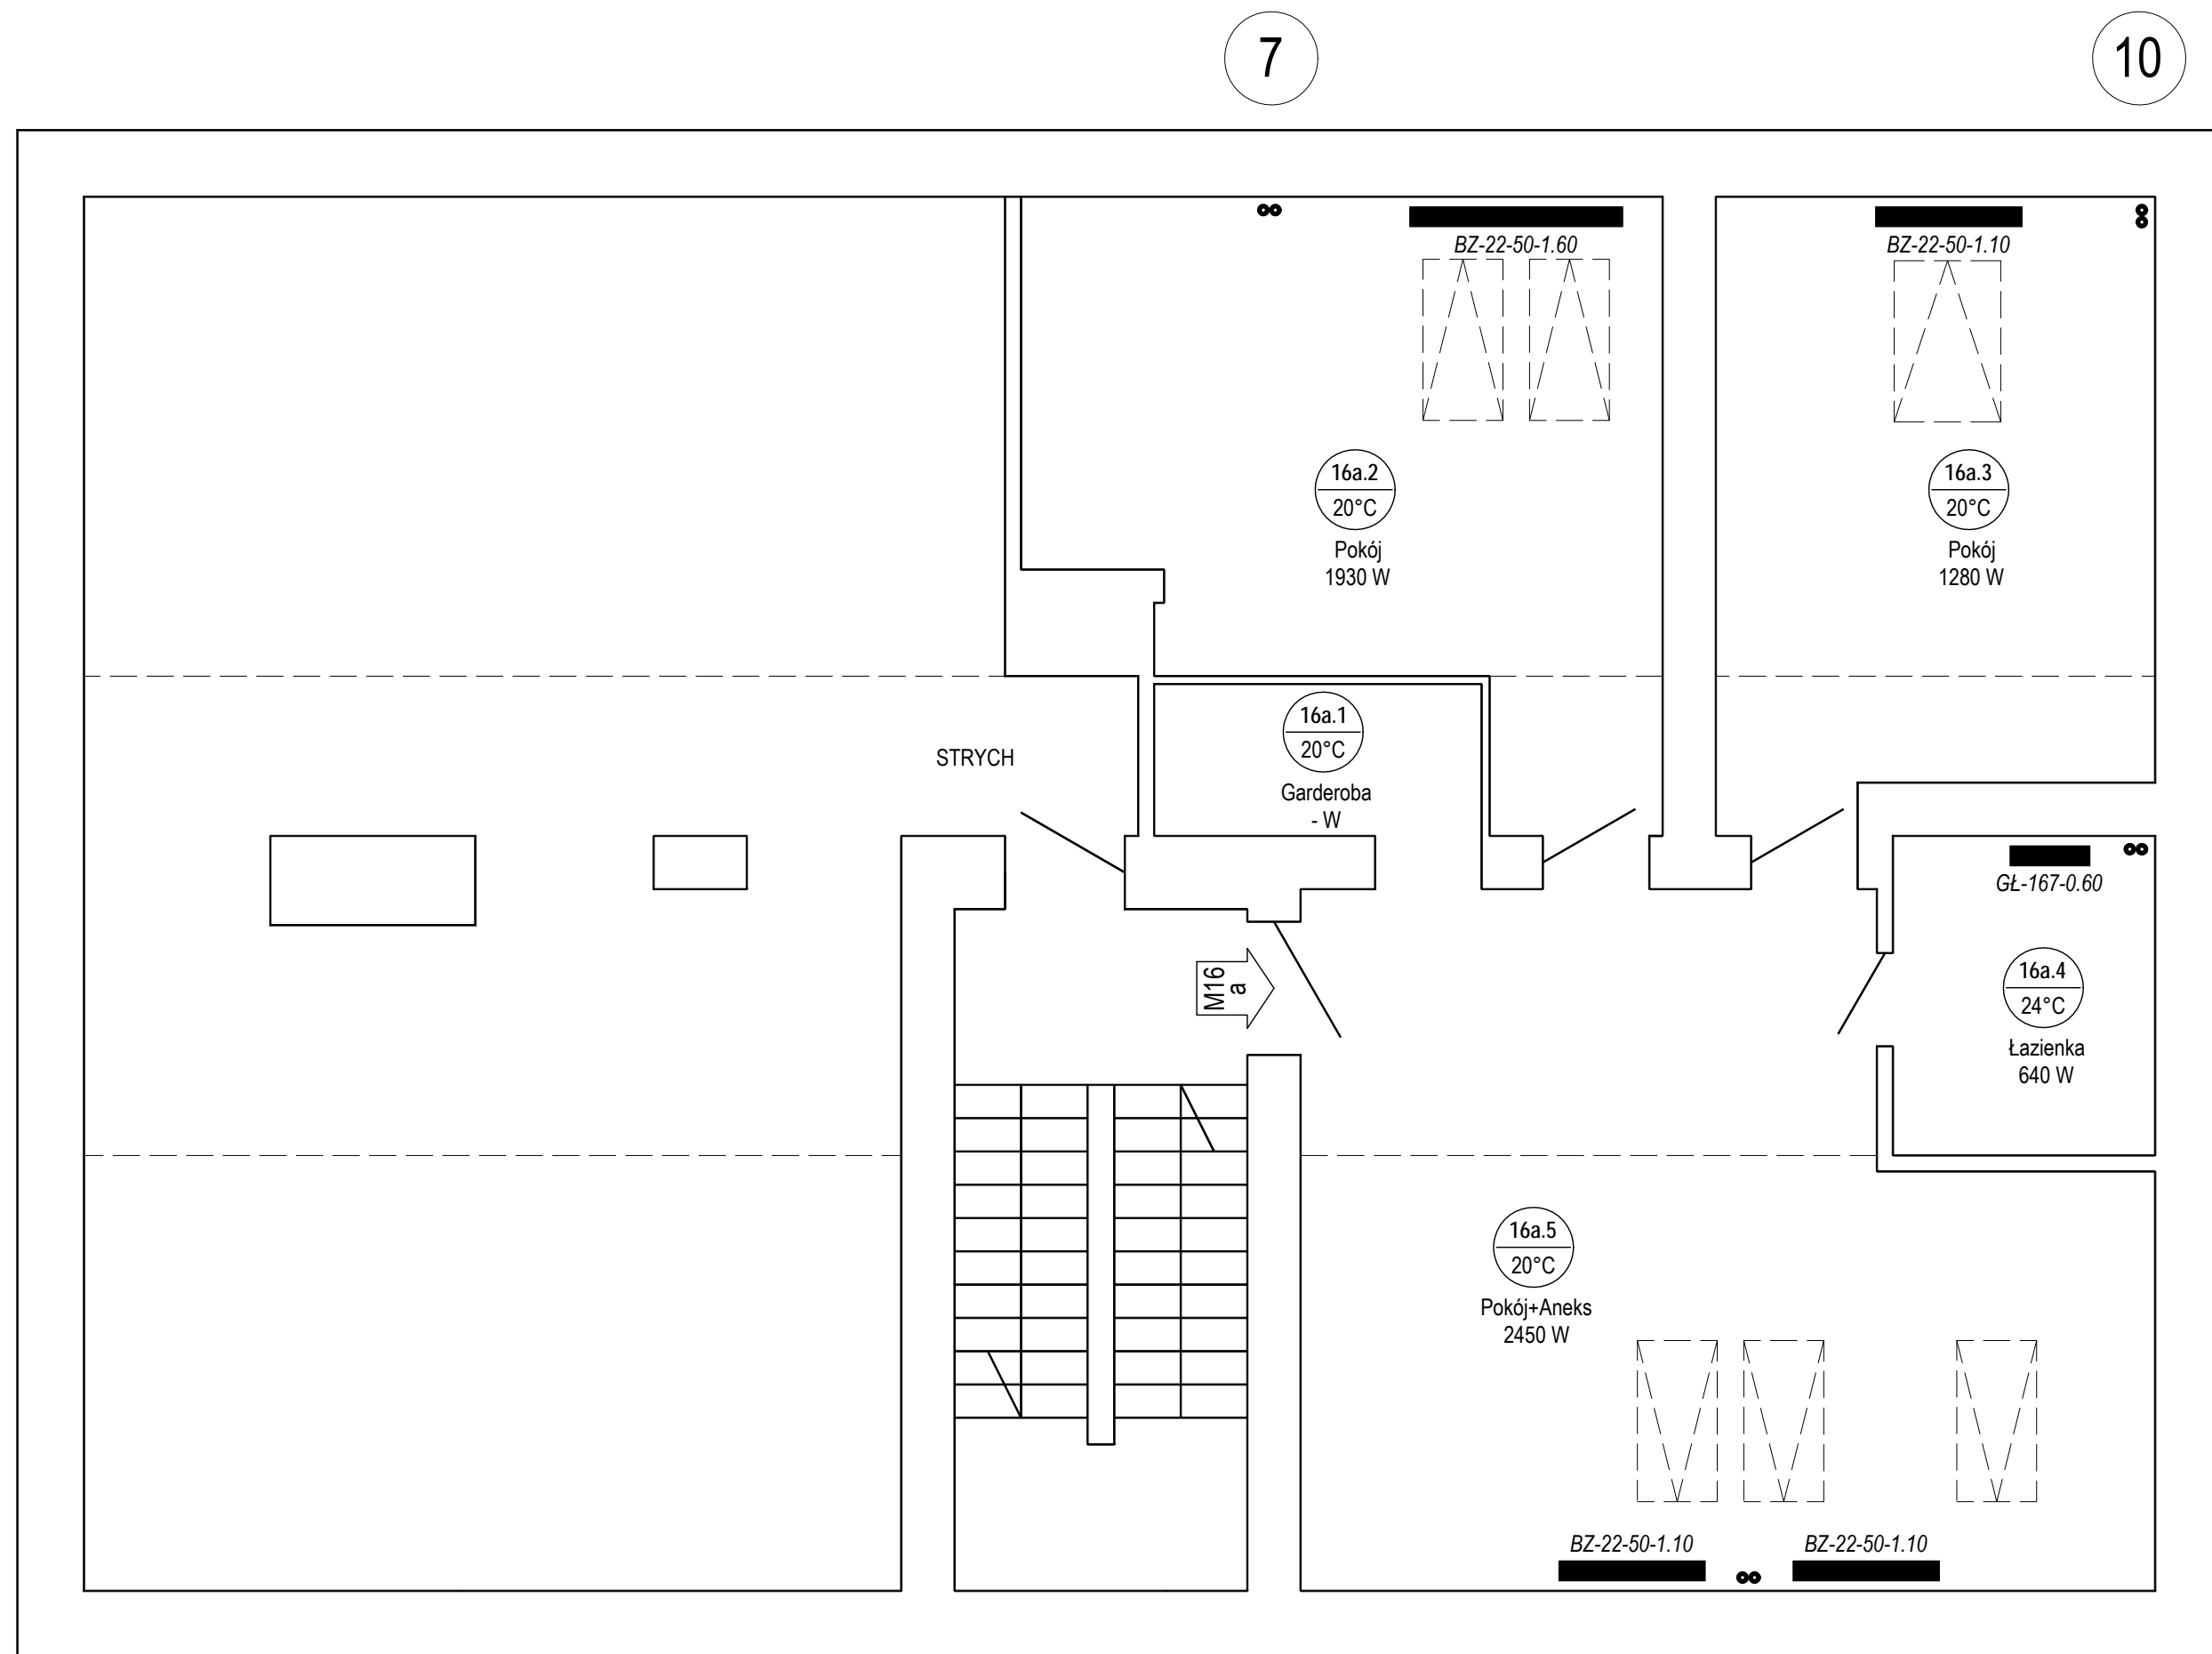 7
10
BZ-22-50-1.60
BZ-22-50-1.10
16a.2
20°C
Pokój
1930 W
16a.3
20°C
Pokój
1280 W
STRYCH
16a.1
20°C
Garderoba
- W
GŁ-167-0.60
M16
a
16a.4
24°C
Łazienka
640 W
16a.5
20°C
Pokój+Aneks
2450 W
BZ-22-50-1.10
BZ-22-50-1.10